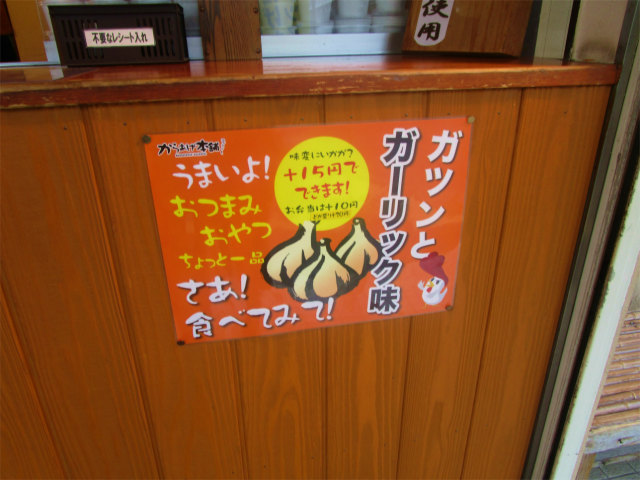 不要なレシート入れ
使用
からあげ本舗
うまいよ!
おつまみ
おやつ
ちょっと一品
さあ!
食べてみて!
味変にいかが?
+15円で
できます!
お弁当は+10円
ガツンと
ガーリック味